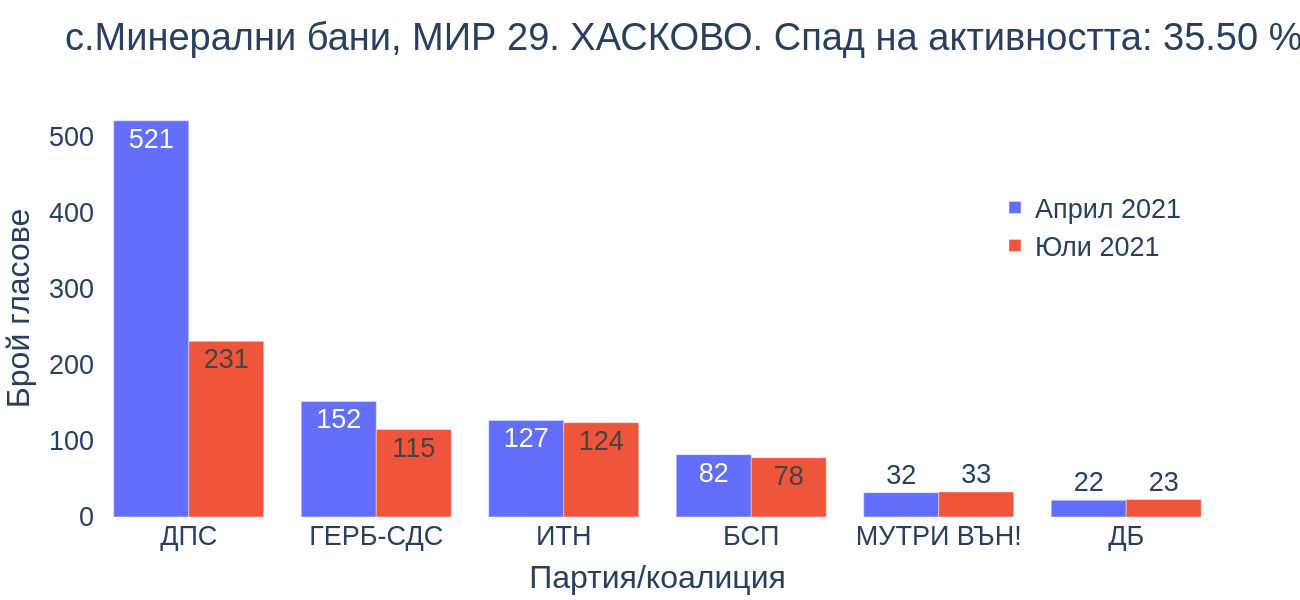 с.Минерални бани, МИР 29. ХАСКОВО. Спад на активността: 35.50 %
Брой гласове
500
400
300
200
100
0
521
231
152
115
127
124
82
78
32
33
22
23
Април 2021
Юли 2021
ДПС
ГЕРБ-СДС
ИТН
БСП
МУТРИ ВЪН!
ДБ
Партия/коалиция